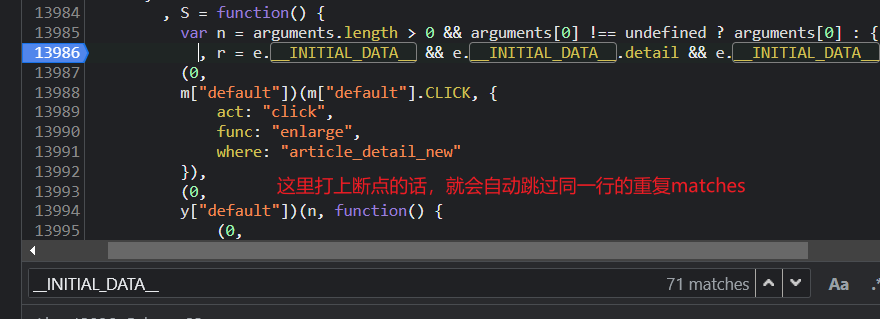 13984 , S = function() {
13985 var n = arguments.length > 0 && arguments[0] !== undefined ? arguments[0] : {
13986 , r = e.__INITIAL_DATA__ && e.__INITIAL_DATA__.detail && e.__INITIAL_DATA__
13987 (0,
13988 m["default"])(m["default"].CLICK, {
13989 act: "click",
13990 func: "enlarge",
13991 where: "article_detail_new"
13992 }),
13993 (0,
这里打上断点的话，就会自动跳过同一行的重复matches
13994 y["default"])(n, function() {
13995 (0,
__INITIAL_DATA__ 71 matches Aa .*